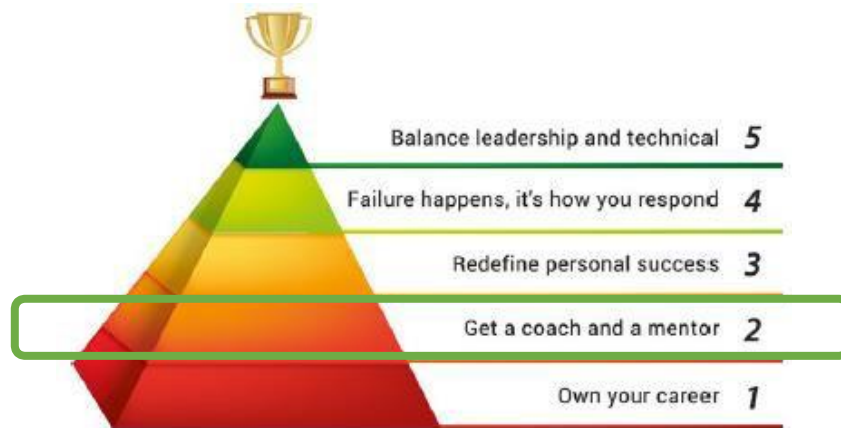 Balance leadership and technical 5
Failure happens, it's how you respond 4
Redefine personal success 3
Get a coach and a mentor 2
Own your career 1